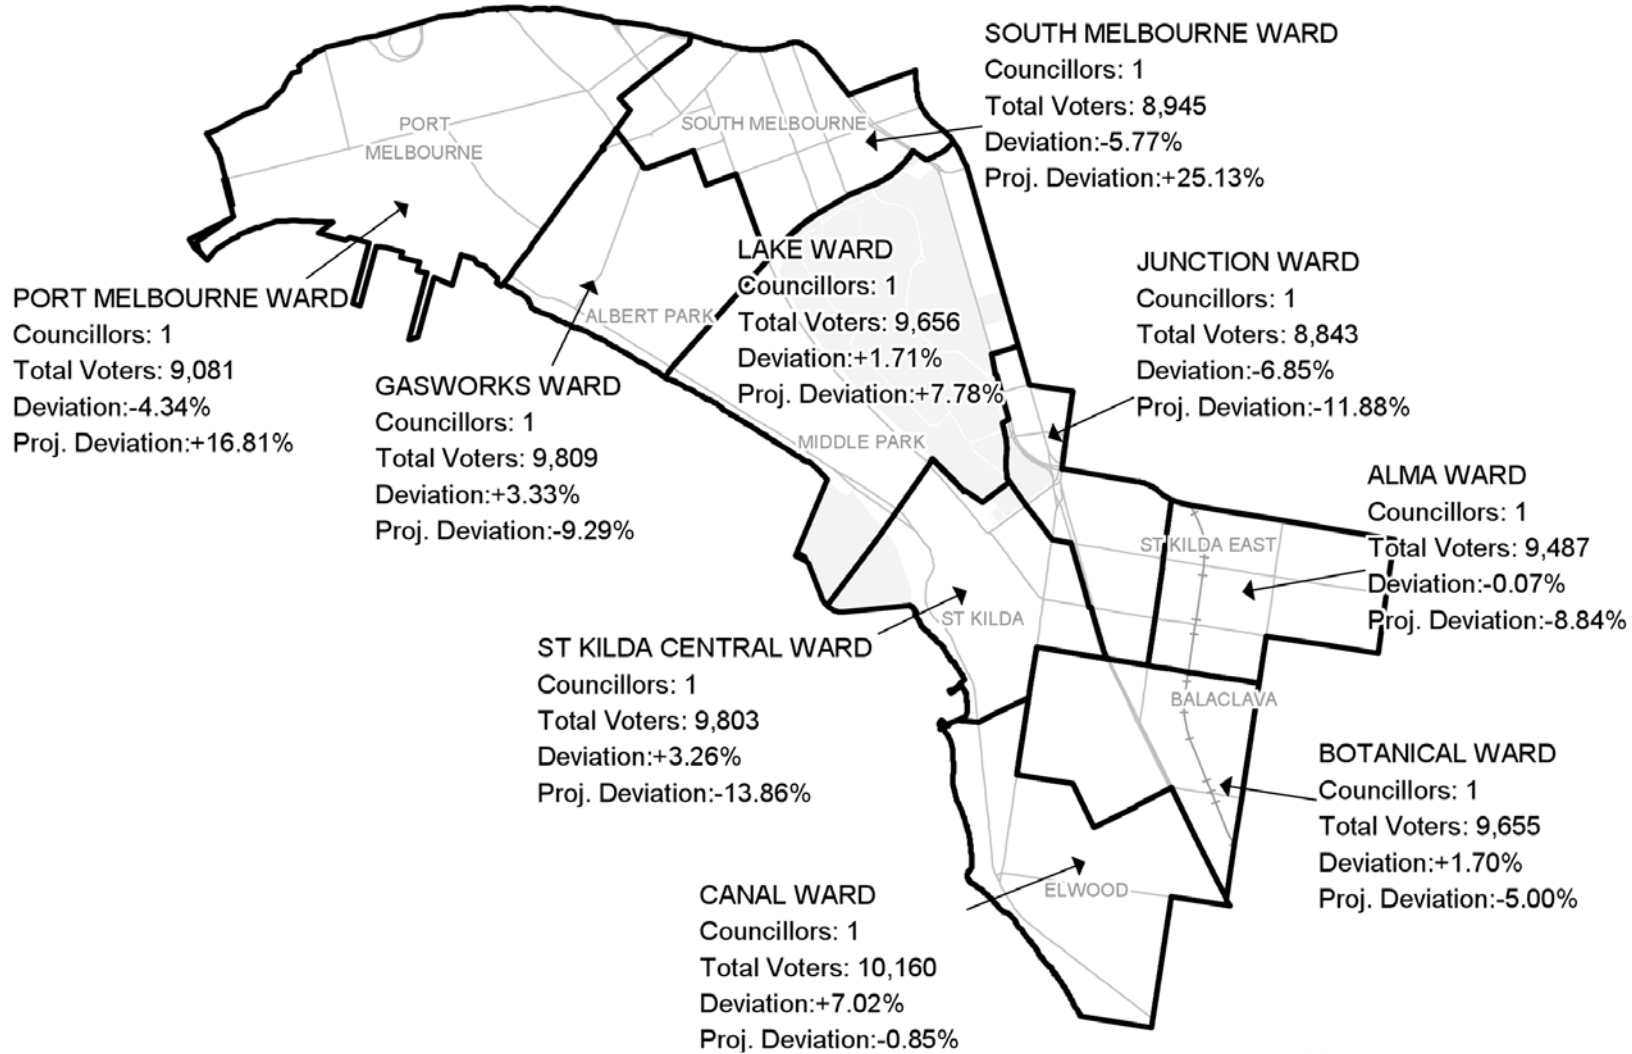 SOUTH MELBOURNE WARD
Councillors: 1
Total Voters: 8,945
Deviation:-5.77%
Proj. Deviation:+25.13%
PORT
MELBOURNE
SOUTH MELBOURNE
LAKE WARD
Councillors: 1
Total Voters: 9,656
Deviation:+1.71%
Proj. Deviation:+7.78%
JUNCTION WARD
Councillors: 1
Total Voters: 8,843
Deviation:-6.85%
Proj. Deviation:-11.88%
PORT MELBOURNE WARD
Councillors: 1
Total Voters: 9,081
Deviation:-4.34%
Proj. Deviation:+16.81%
ALBERT PARK
GASWORKS WARD
Councillors: 1
Total Voters: 9,809
Deviation:+3.33%
Proj. Deviation:-9.29%
MIDDLE PARK
ALMA WARD
Councillors: 1
Total Voters: 9,487
Deviation:-0.07%
Proj. Deviation:-8.84%
ST KILDA EAST
ST KILDA
ST KILDA CENTRAL WARD
Councillors: 1
Total Voters: 9,803
Deviation:+3.26%
Proj. Deviation:-13.86%
BALACLAVA
BOTANICAL WARD
Councillors: 1
Total Voters: 9,655
Deviation:+1.70%
Proj. Deviation:-5.00%
ELWOOD
CANAL WARD
Councillors: 1
Total Voters: 10,160
Deviation:+7.02%
Proj. Deviation:-0.85%